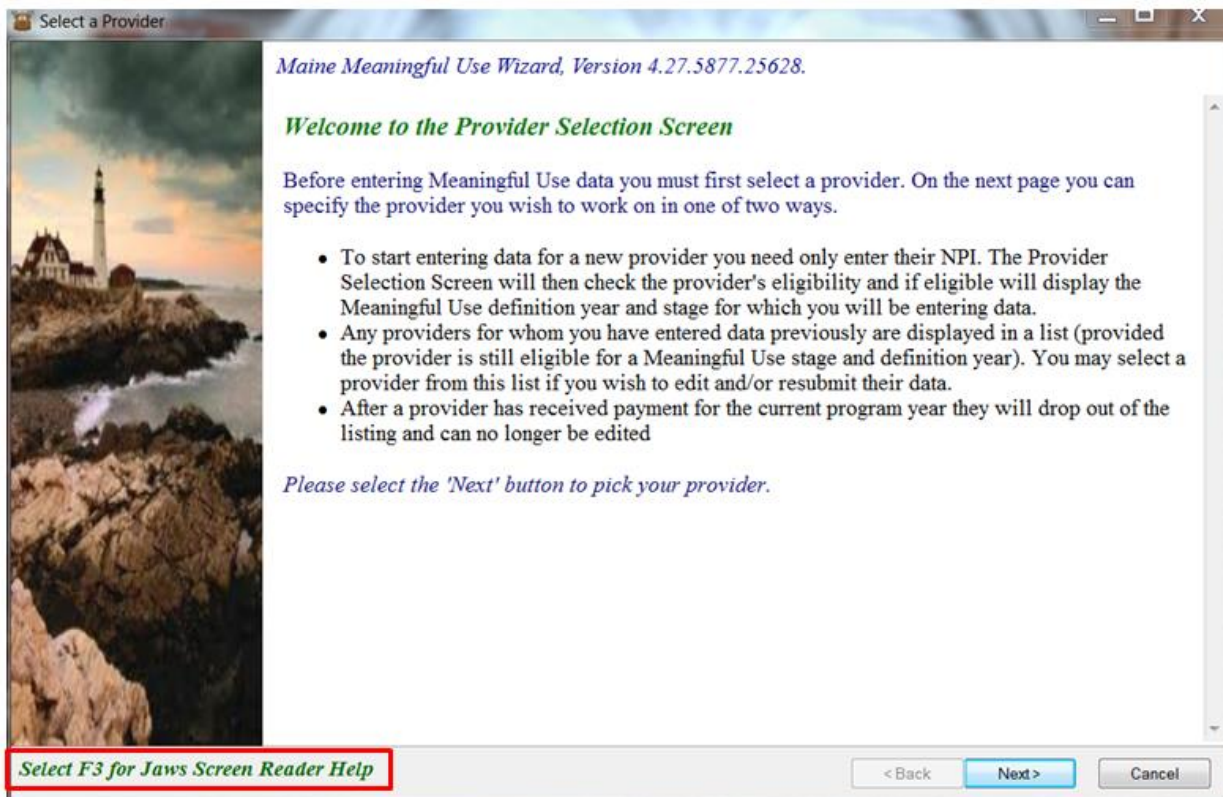 Select a Provider
Maine Meaningful Use Wizard, Version 4.27.5877.25628.
Welcome to the Provider Selection Screen
Before entering Meaningful Use data you must first select a provider. On the next page you can
specify the provider you wish to work on in one of two ways.
• To start entering data for a new provider you need only enter their NPI. The Provider
Selection Screen will then check the provider's eligibility and if eligible will display the
Meaningful Use definition year and stage for which you will be entering data.
• Any providers for whom you have entered data previously are displayed in a list (provided
the provider is still eligible for a Meaningful Use stage and definition year). You may select a
provider from this list if you wish to edit and/or resubmit their data.
• After a provider has received payment for the current program year they will drop out of the
listing and can no longer be edited
Please select the 'Next' button to pick your provider.
Select F3 for Jaws Screen Reader Help
< Back Next > Cancel